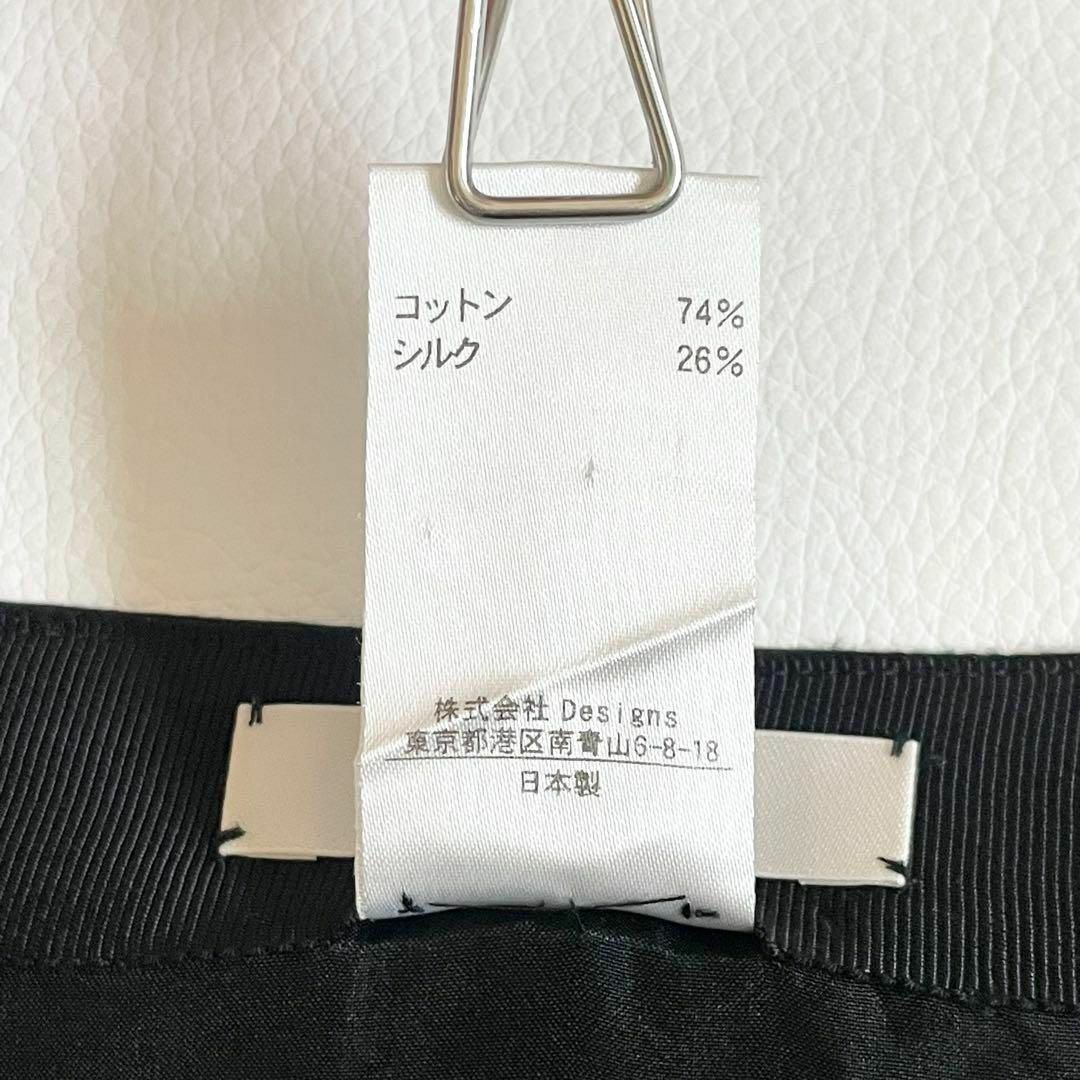 コットン 74%
シルク 26%
株式会社 Designs
東京都港区南青山6-8-18
日本製